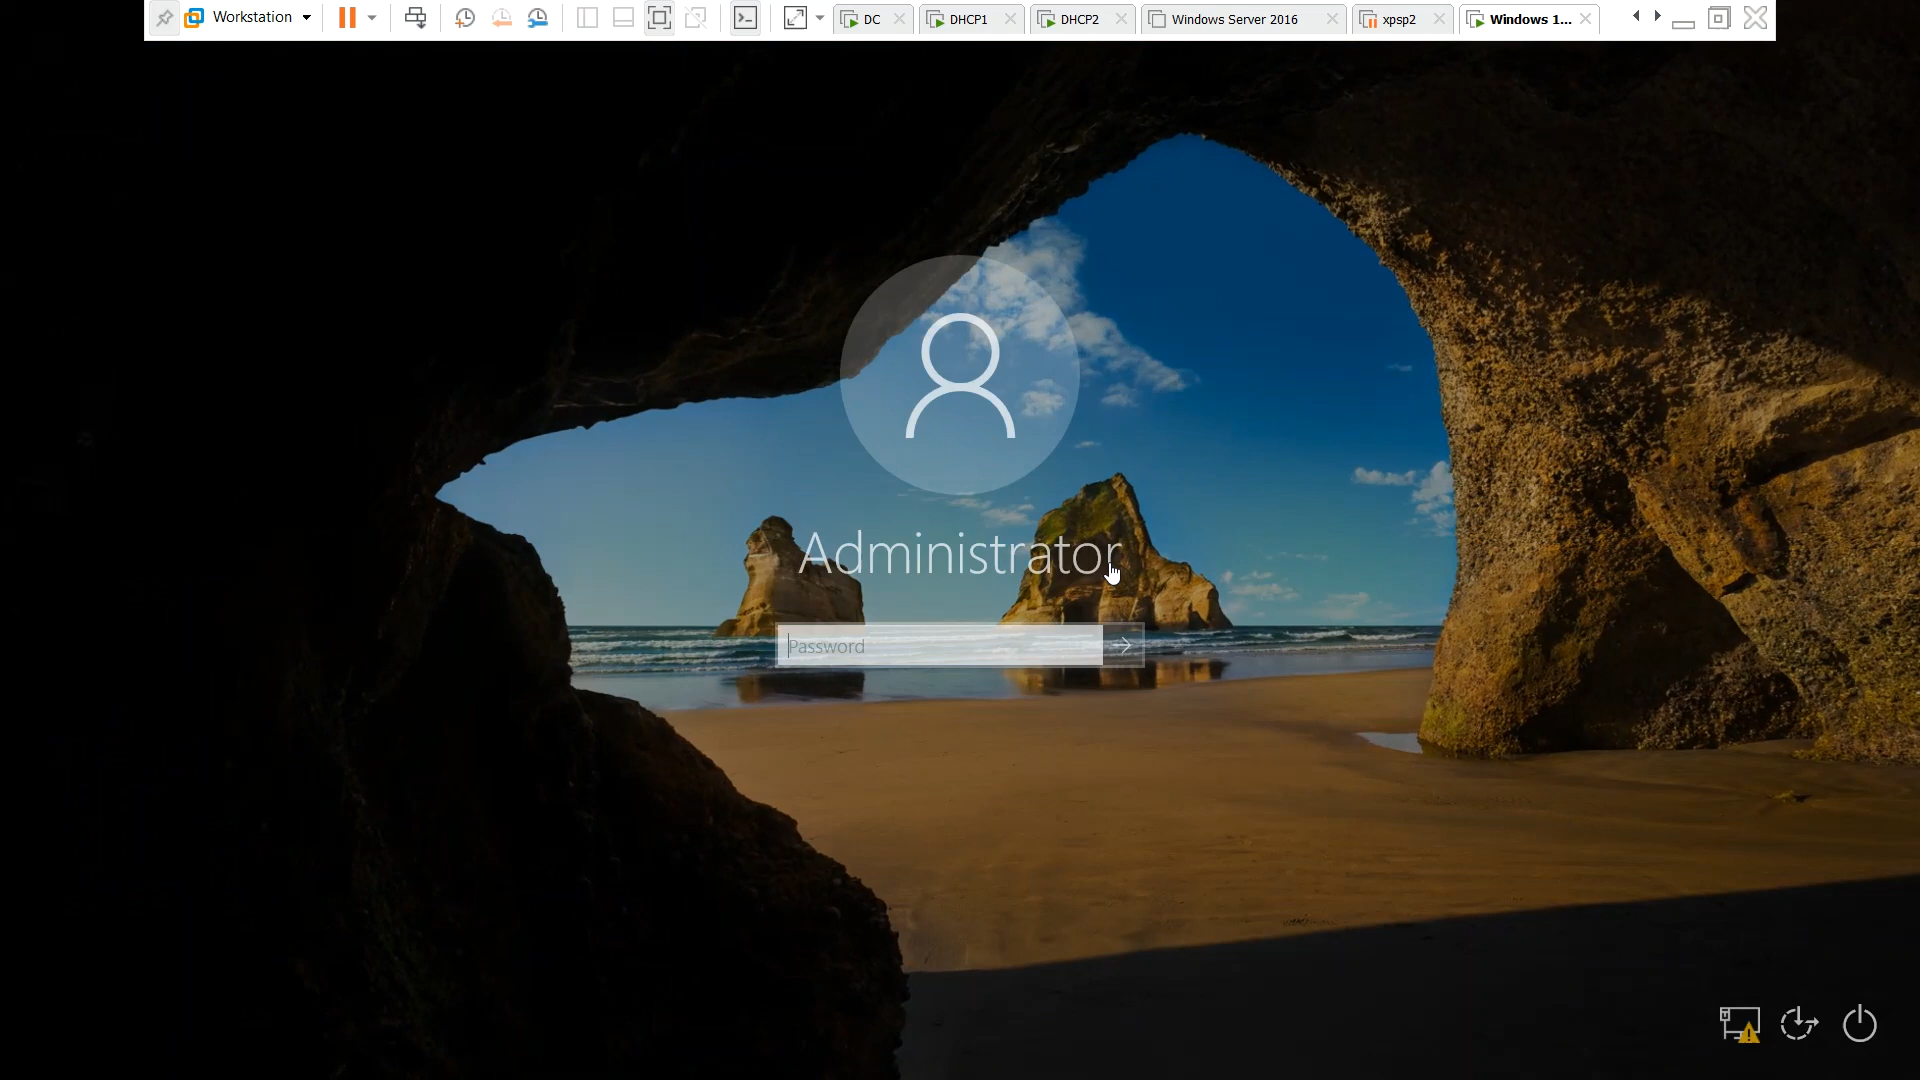 Workstation
DC
DHCP1
DHCP2
Windows Server 2016
xpsp2
Windows 1...
Administrator
Password